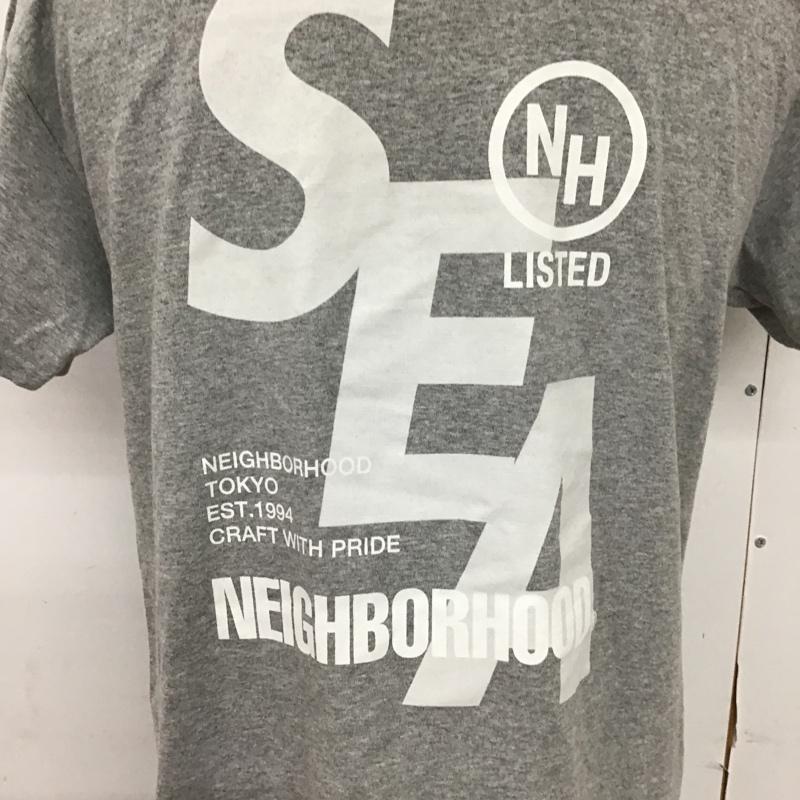 SEA
NH
LISTED
NEIGHBORHOOD
TOKYO
EST.1994
CRAFT WITH PRIDE
NEIGHBORHOOD.